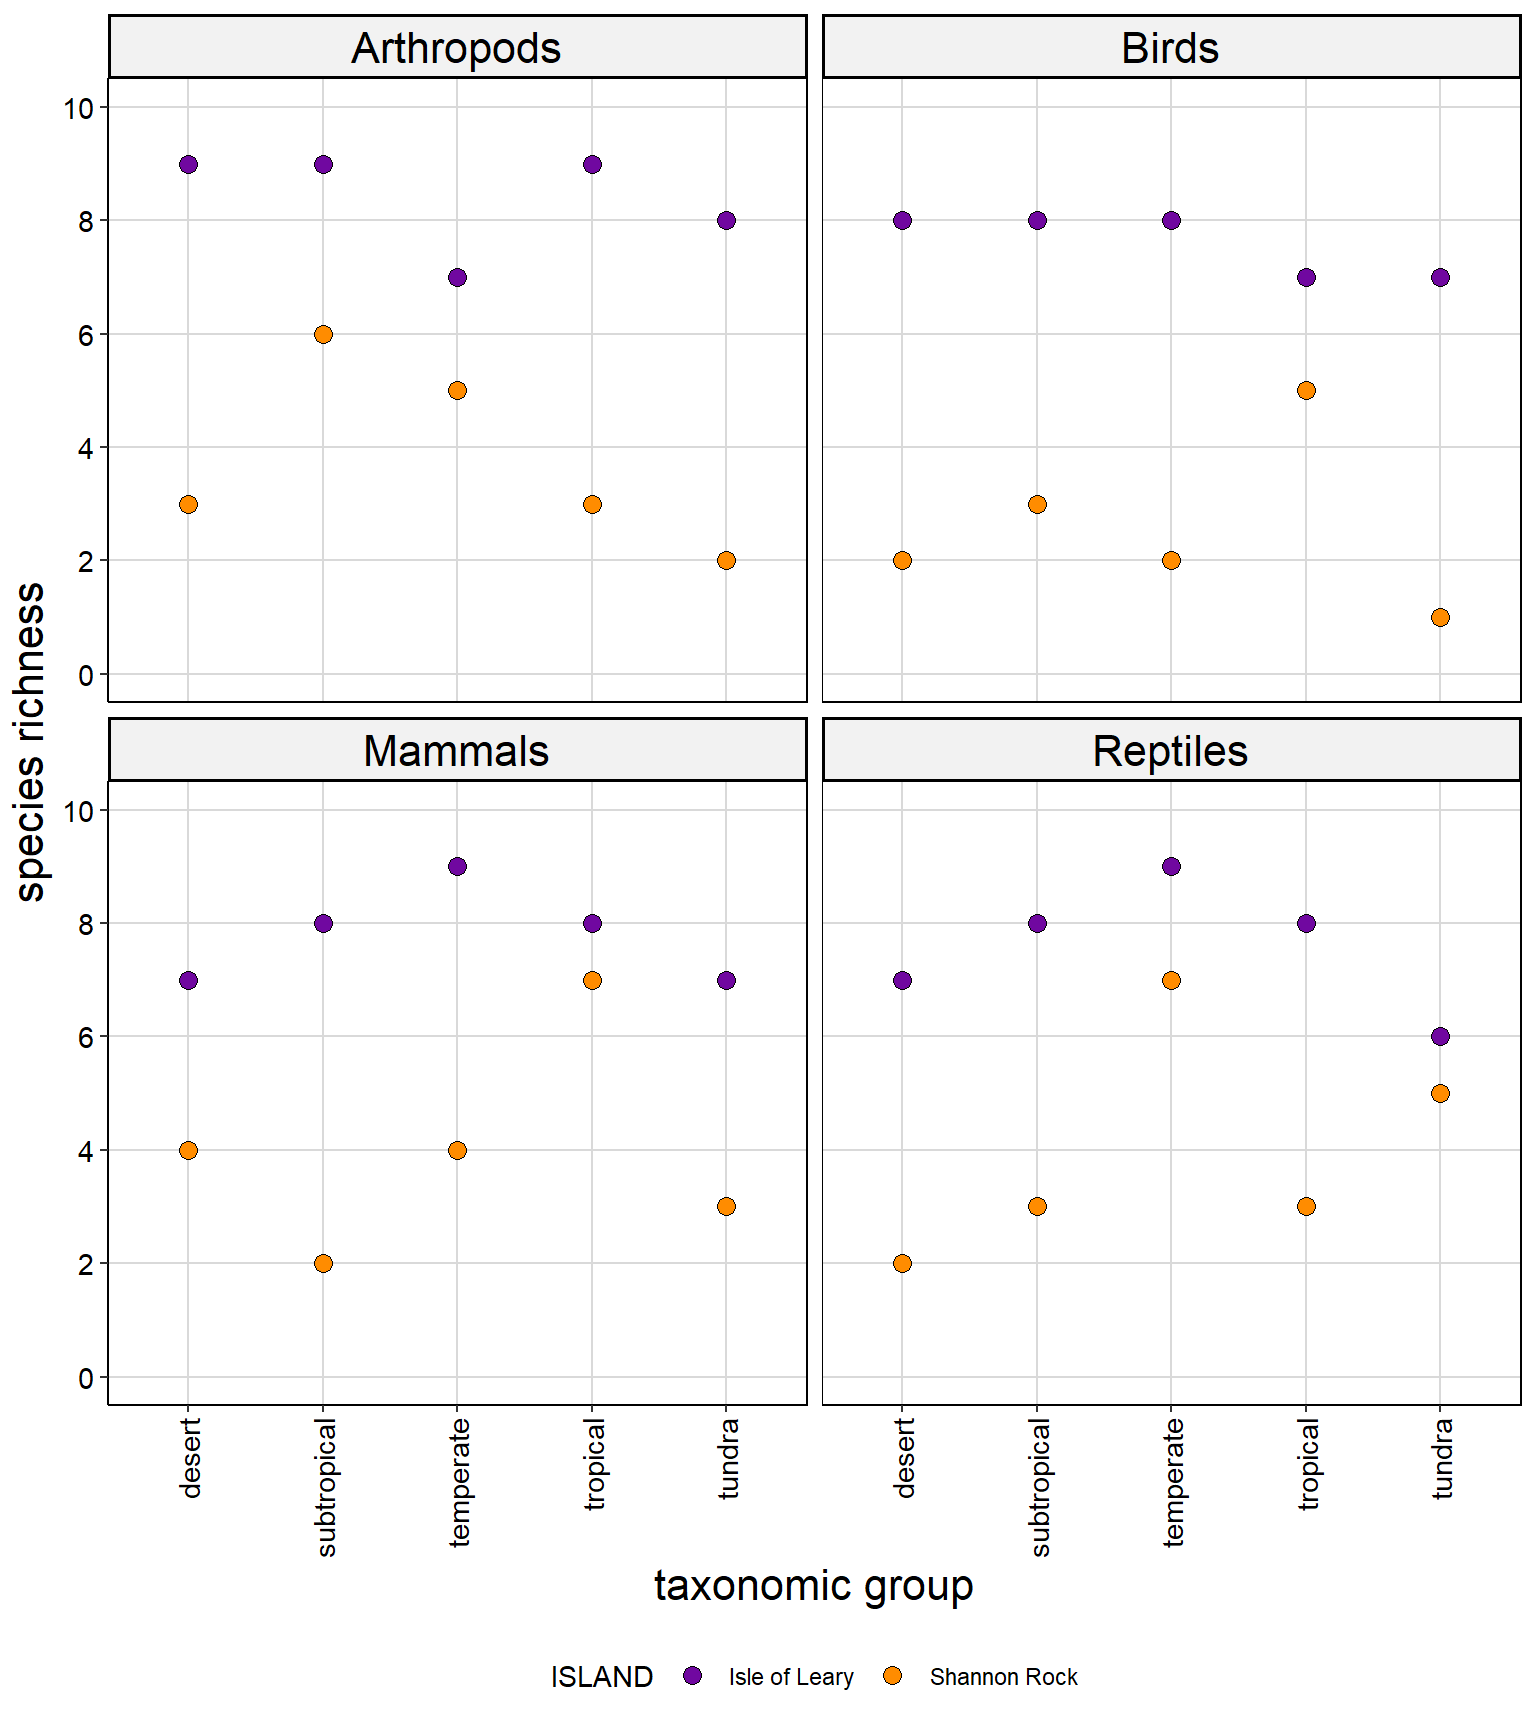 Arthropods
Birds
10
8
6
4
2
0
species richness
Mammals
Reptiles
10
8
6
4
2
0
desert
subtropical
temperate
tropical
tundra
desert
subtropical
temperate
tropical
tundra
taxonomic group
ISLAND Isle of Leary Shannon Rock